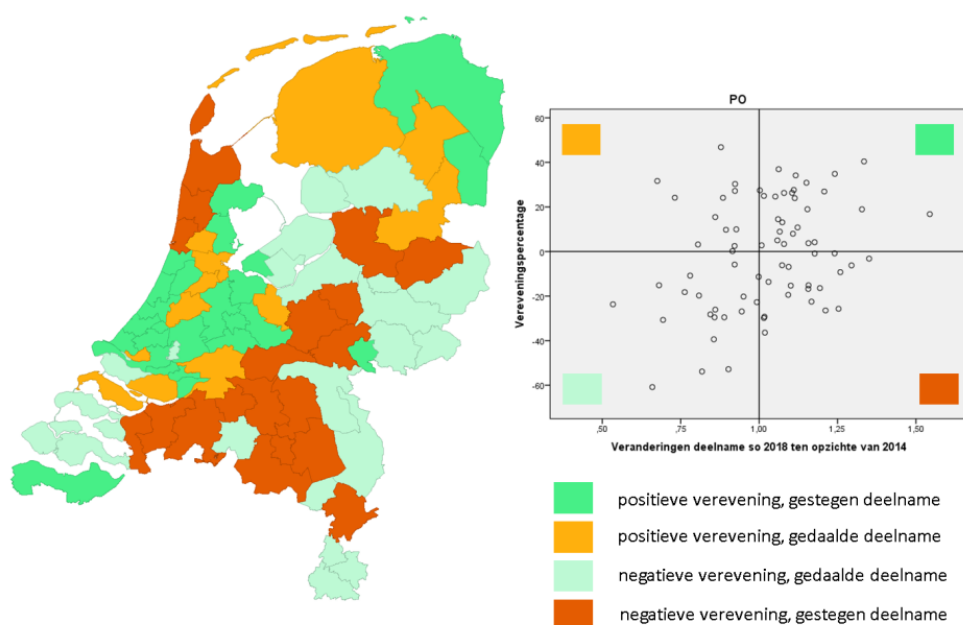 PO
60
40
20
0
-20
-40
-60
Vereveningspercentage
,50
,75
1,00
1,25
1,50
Veranderingen deelname so 2018 ten opzichte van 2014
positieve verevening, gestegen deelname
positieve verevening, gedaalde deelname
negatieve verevening, gedaalde deelname
negatieve verevening, gestegen deelname